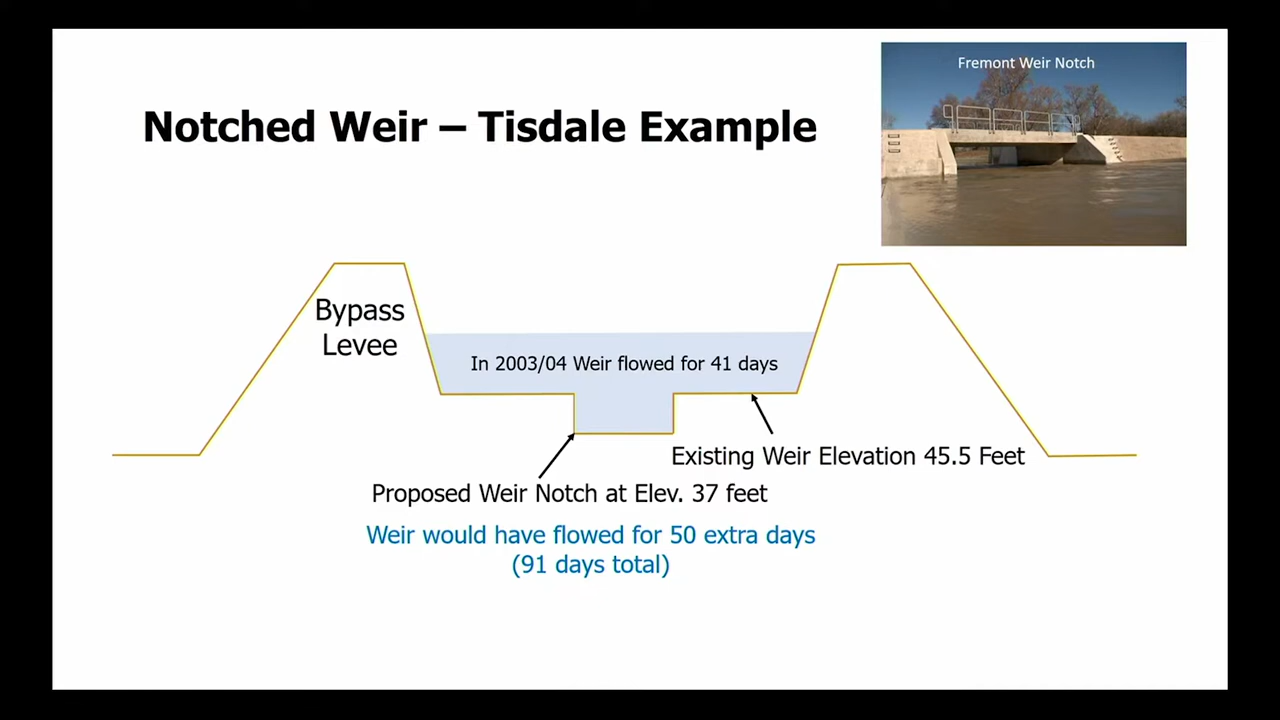 Fremont Weir Notch
Notched Weir – Tisdale Example
Bypass
Levee
In 2003/04 Weir flowed for 41 days
Existing Weir Elevation 45.5 Feet
Proposed Weir Notch at Elev. 37 feet
Weir would have flowed for 50 extra days
(91 days total)